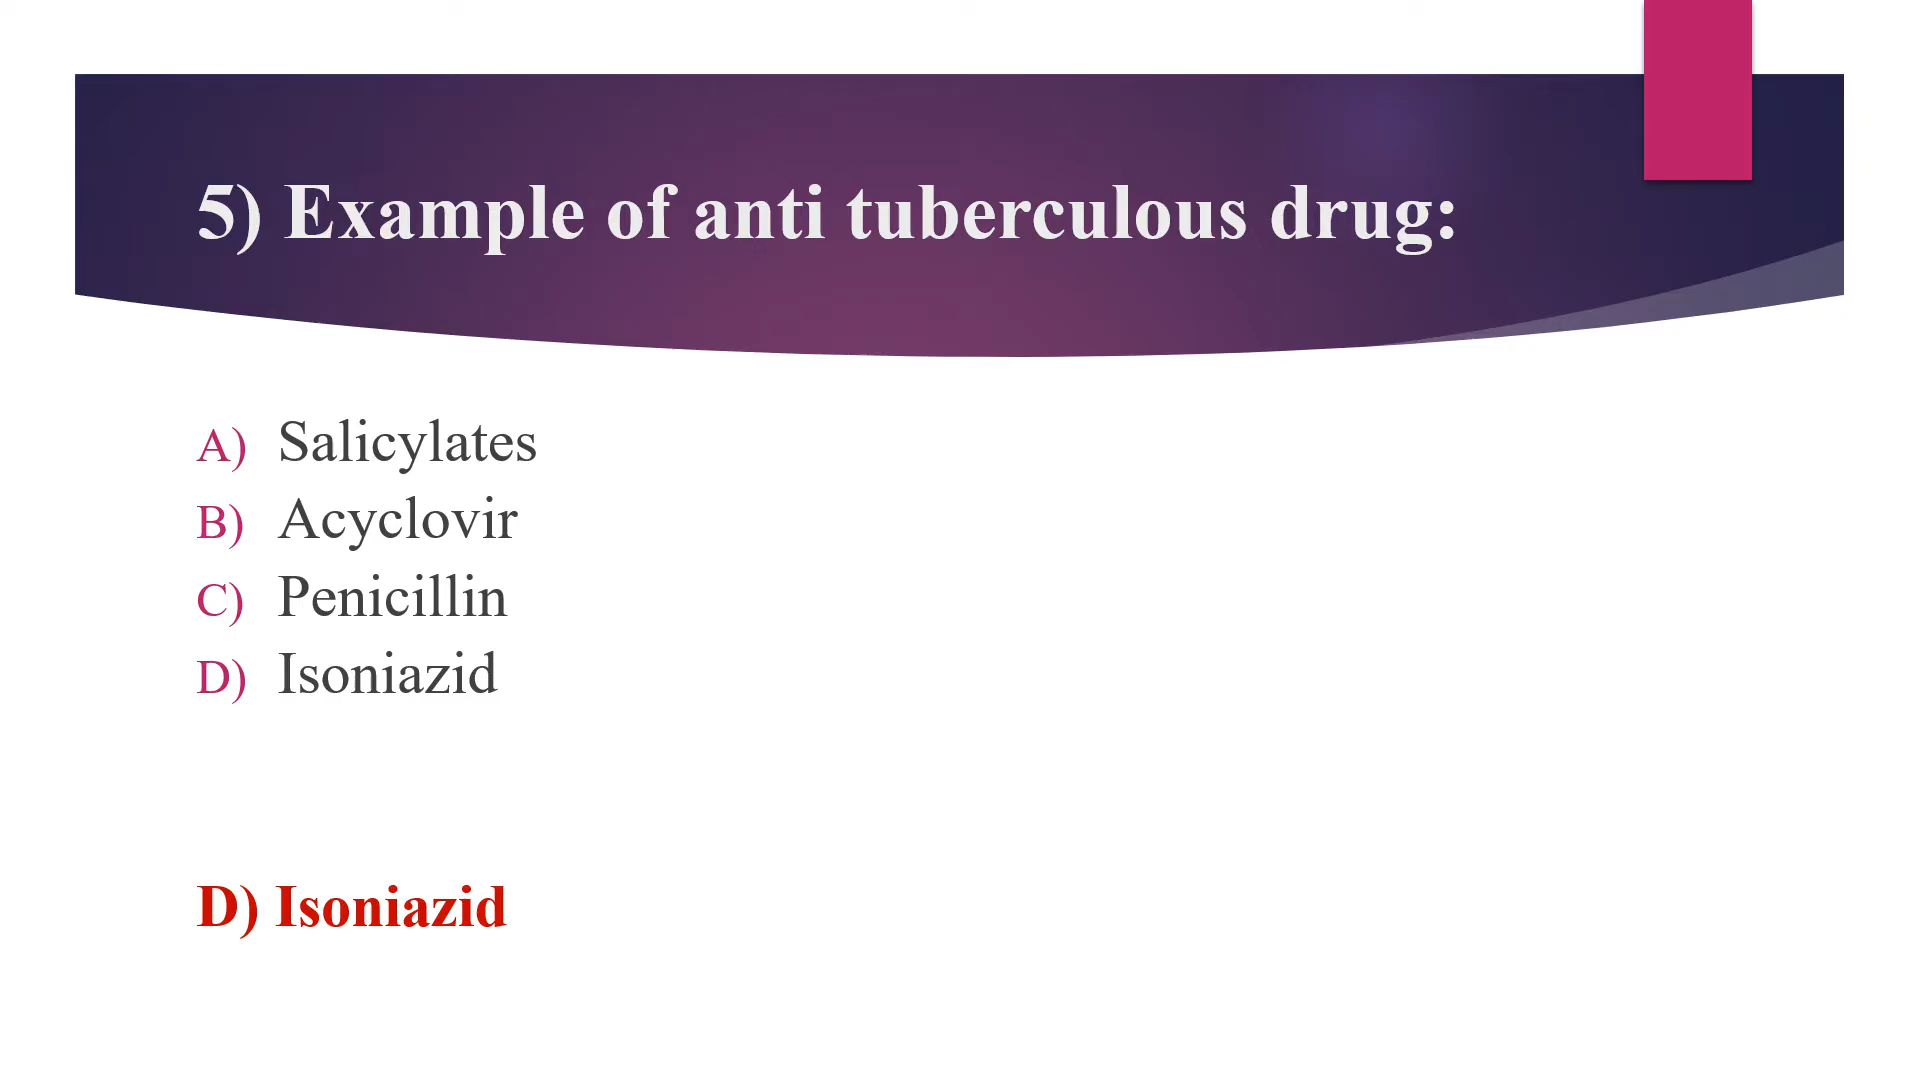 5) Example of anti tuberculous drug:
A) Salicylates
B) Acyclovir
C) Penicillin
D) Isoniazid
D) Isoniazid